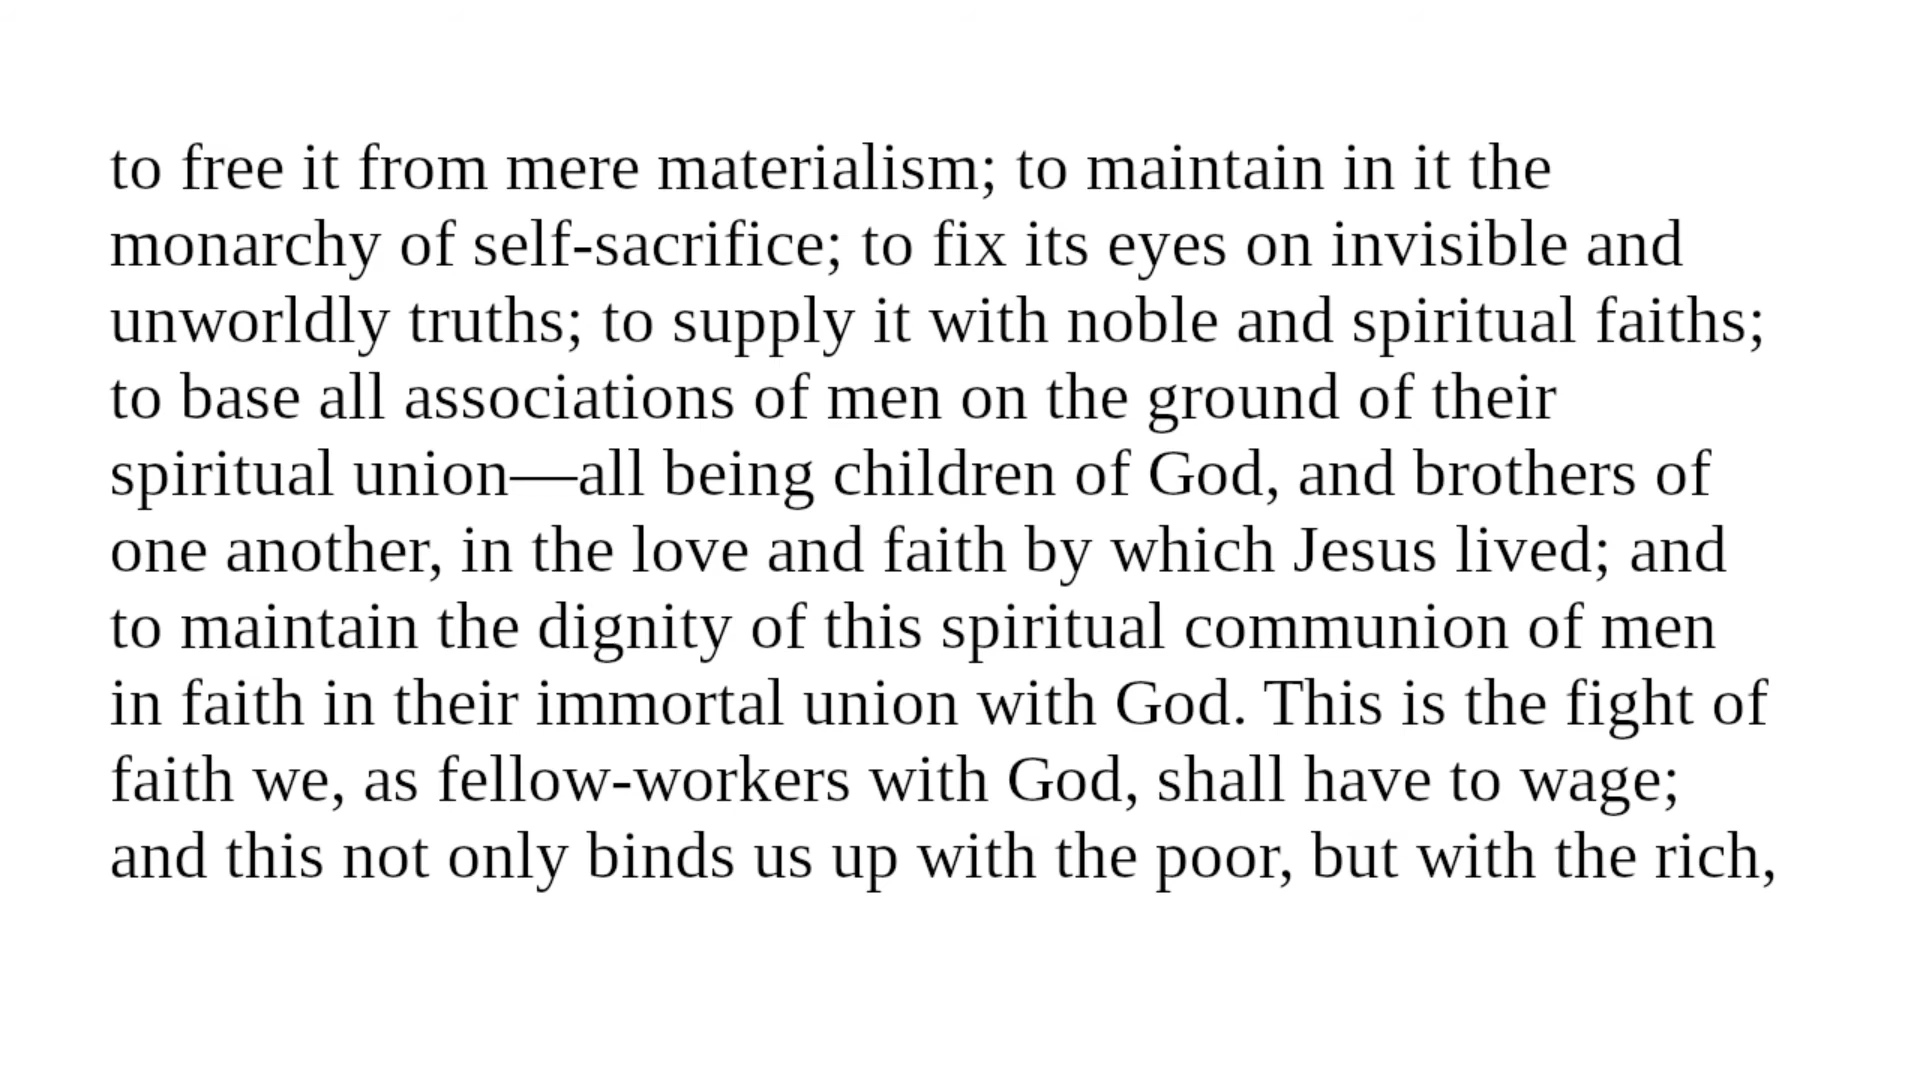 to free it from mere materialism; to maintain in it the
monarchy of self-sacrifice; to fix its eyes on invisible and
unworldly truths; to supply it with noble and spiritual faiths;
to base all associations of men on the ground of their
spiritual union—all being children of God, and brothers of
one another, in the love and faith by which Jesus lived; and
to maintain the dignity of this spiritual communion of men
in faith in their immortal union with God. This is the fight of
faith we, as fellow-workers with God, shall have to wage;
and this not only binds us up with the poor, but with the rich,